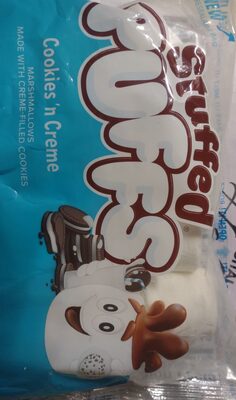 Stuffed
PUFFS
Cookies 'n Creme
MARSHMALLOWS
MADE WITH CREME-FILLED COOKIES